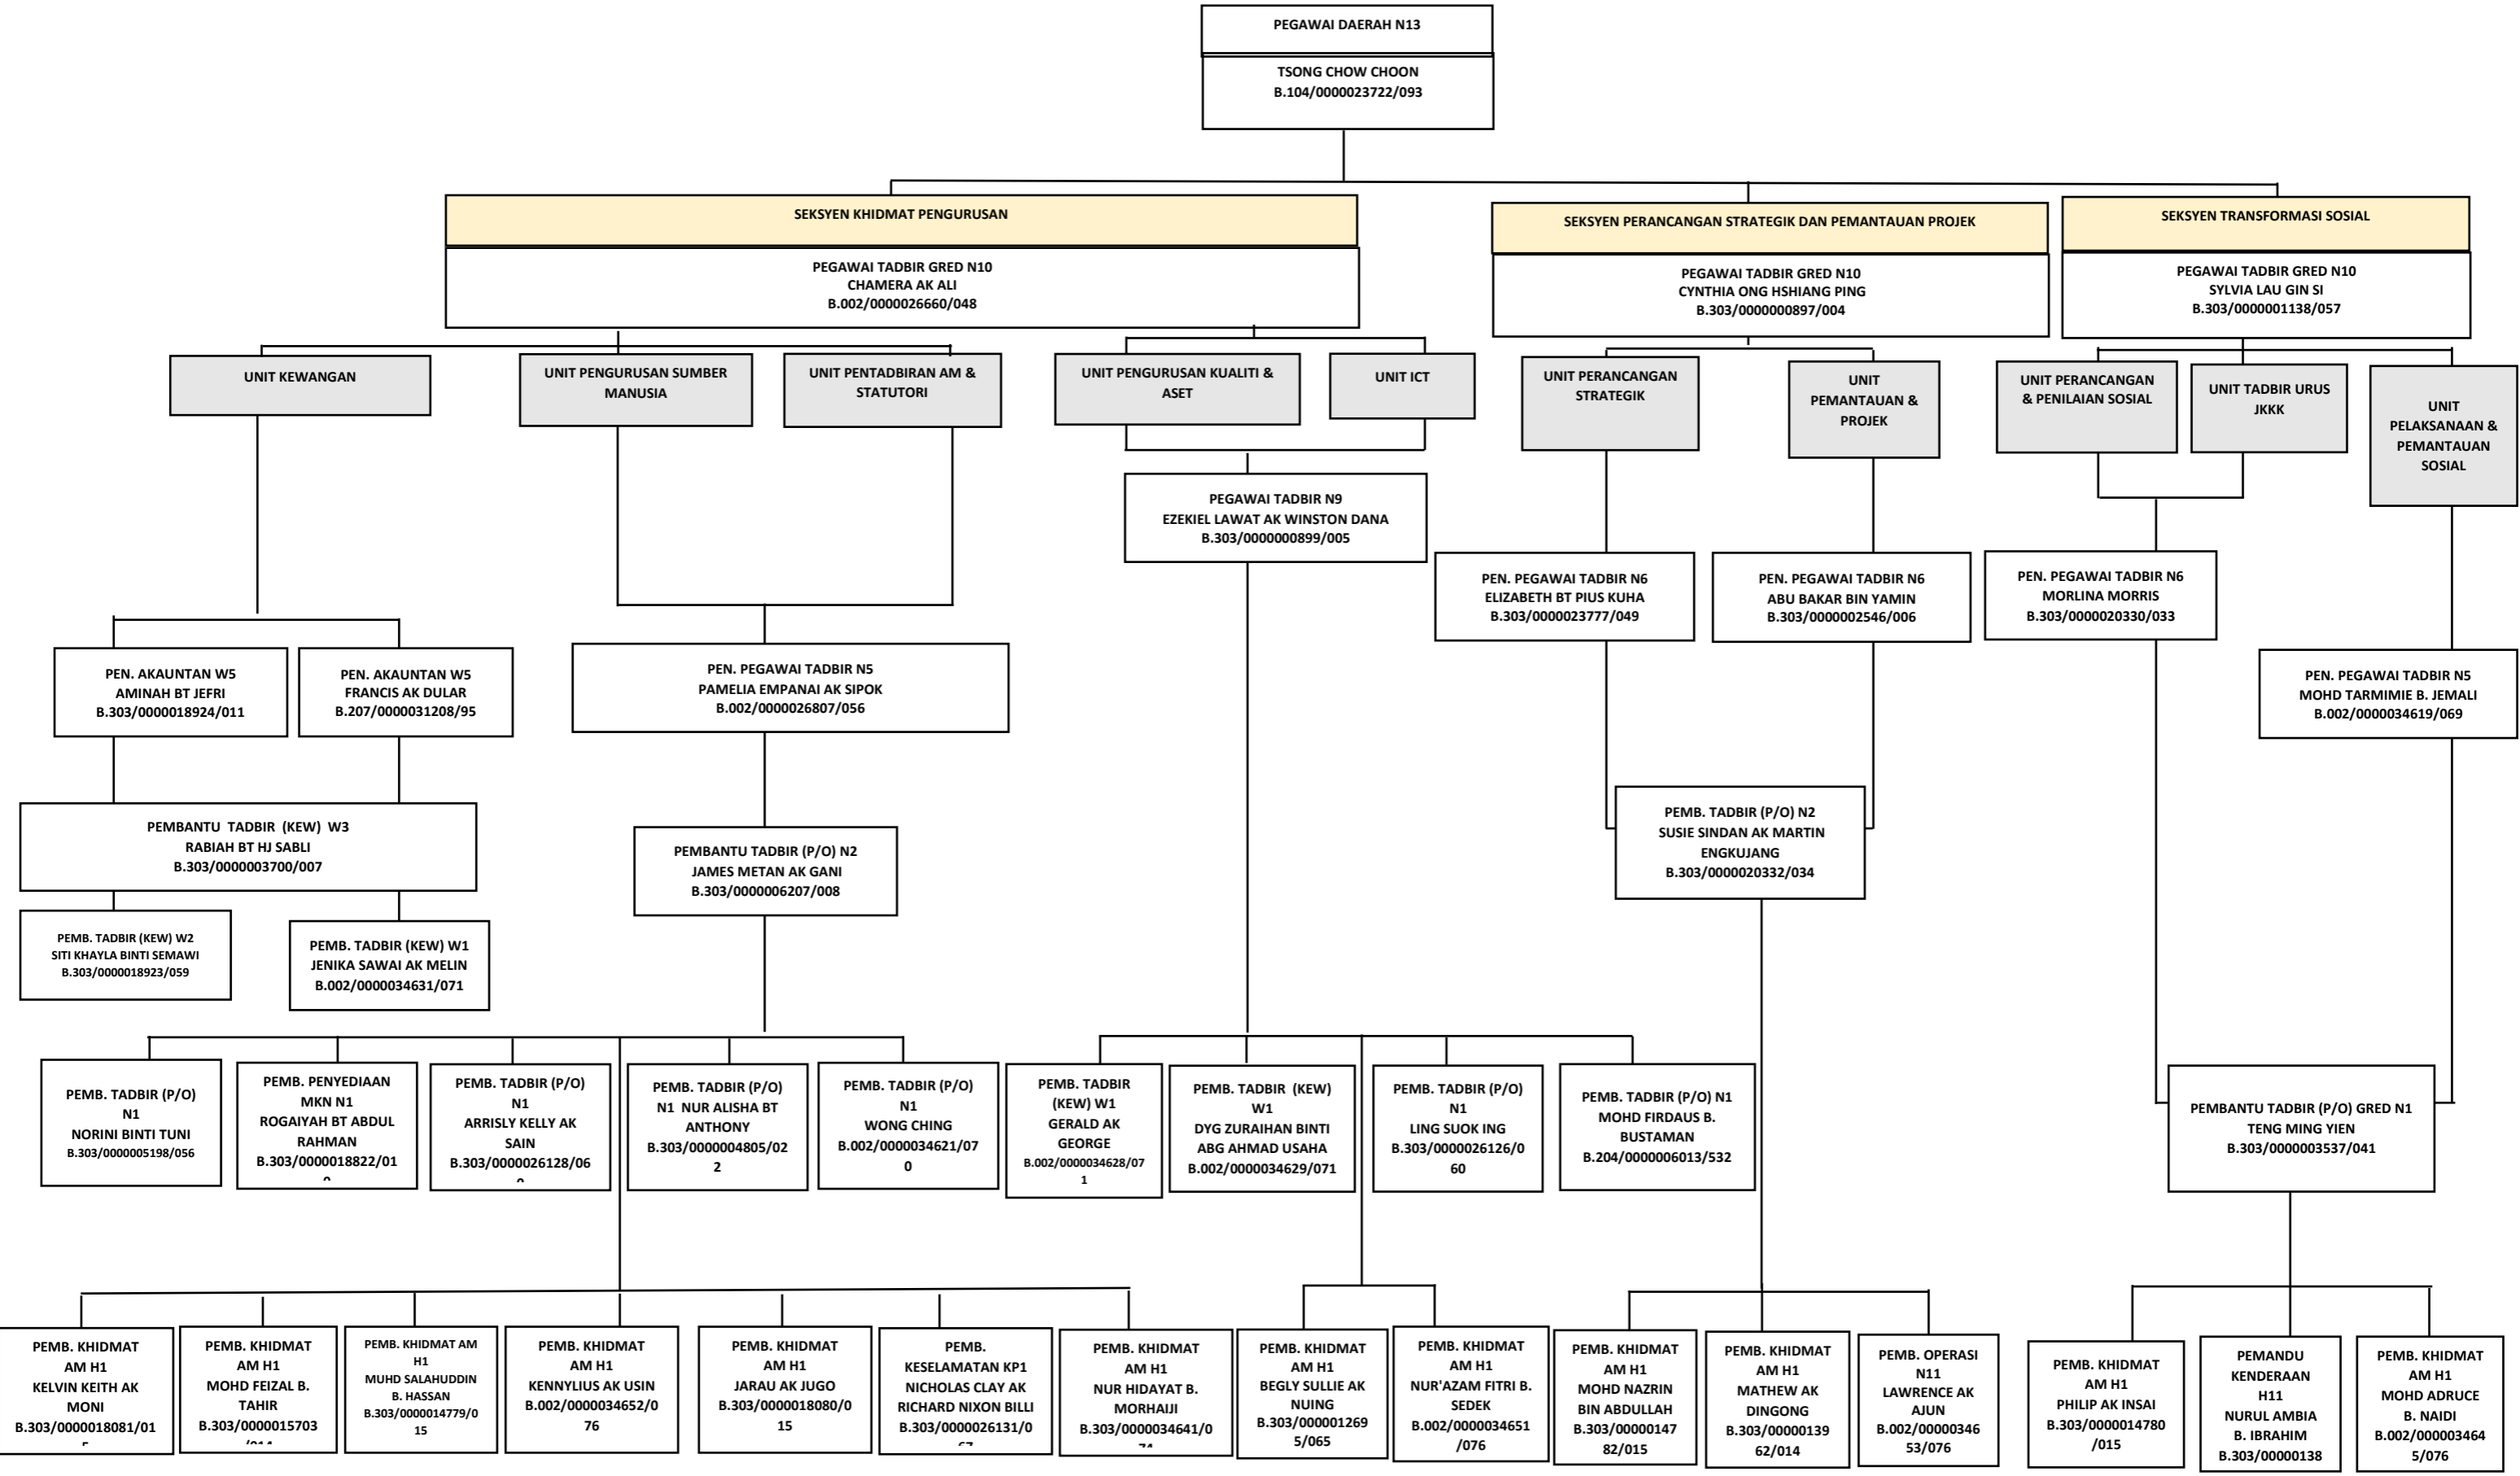 PEGAWAI DAERAH N13
TSONG CHOW CHOON
B.104/0000023722/093
SEKSYEN KHIDMAT PENGURUSAN
PEGAWAI TADBIR GRED N10
CHAMERA AK ALI
B.002/0000026660/048
SEKSYEN PERANCANGAN STRATEGIK DAN PEMANTAUAN PROJEK
PEGAWAI TADBIR GRED N10
CYNTHIA ONG HSHIANG PING
B.303/0000000897/004
SEKSYEN TRANSFORMASI SOSIAL
PEGAWAI TADBIR GRED N10
SYLVIA LAU GIN SI
B.303/0000001138/057
UNIT KEWANGAN
UNIT PENGURUSAN SUMBER
MANUSIA
UNIT PENTADBIRAN AM &
STATUTORI
UNIT PENGURUSAN KUALITI &
ASET
UNIT ICT
UNIT PERANCANGAN
STRATEGIK
UNIT
PEMANTAUAN &
PROJEK
UNIT PERANCANGAN
& PENILAIAN SOSIAL
UNIT TADBIR URUS
JKKK
UNIT
PELAKSANAAN &
PEMANTAUAN
SOSIAL
PEGAWAI TADBIR N9
EZEKIEL LAWAT AK WINSTON DANA
B.303/0000000899/005
PEN. PEGAWAI TADBIR N6
ELIZABETH BT PIUS KUHA
B.303/0000023777/049
PEN. PEGAWAI TADBIR N6
ABU BAKAR BIN YAMIN
B.303/0000002546/006
PEN. PEGAWAI TADBIR N6
MORLINA MORRIS
B.303/0000020330/033
PEN. AKAUNTAN W5
AMINAH BT JEFRI
B.303/0000018924/011
PEN. AKAUNTAN W5
FRANCIS AK DULAR
B.207/0000031208/95
PEN. PEGAWAI TADBIR N5
PAMELIA EMPANAI AK SIPOK
B.002/0000026807/056
PEN. PEGAWAI TADBIR N5
MOHD TARMIMIE B. JEMALI
B.002/0000034619/069
PEMBANTU TADBIR (KEW) W3
RABIAH BT HJ SABLI
B.303/0000003700/007
PEMBANTU TADBIR (P/O) N2
JAMES METAN AK GANI
B.303/0000006207/008
PEMB. TADBIR (P/O) N2
SUSIE SINDAN AK MARTIN
ENGKUJANG
B.303/0000020332/034
PEMB. TADBIR (KEW) W2
SITI KHAYLA BINTI SEMAWI
B.303/0000018923/059
PEMB. TADBIR (KEW) W1
JENIKA SAWAI AK MELIN
B.002/0000034631/071
PEMB. TADBIR (P/O)
N1
NORINI BINTI TUNI
B.303/0000005198/056
PEMB. PENYEDIAAN
MKN N1
ROGAIYAH BT ABDUL
RAHMAN
B.303/0000018822/01
PEMB. TADBIR (P/O)
N1
ARRISLY KELLY AK
SAIN
B.303/0000026128/06
PEMB. TADBIR (P/O)
N1 NUR ALISHA BT
ANTHONY
B.303/0000004805/02
2
PEMB. TADBIR (P/O)
N1
WONG CHING
B.002/0000034621/07
0
PEMB. TADBIR
(KEW) W1
GERALD AK
GEORGE
B.002/0000034628/07
1
PEMB. TADBIR (KEW)
W1
DYG ZURAIHAN BINTI
ABG AHMAD USAHA
B.002/0000034629/071
PEMB. TADBIR (P/O)
N1
LING SUOK ING
B.303/0000026126/0
60
PEMB. TADBIR (P/O) N1
MOHD FIRDAUS B.
BUSTAMAN
B.204/0000006013/532
PEMBANTU TADBIR (P/O) GRED N1
TENG MING YIEN
B.303/0000003537/041
PEMB. KHIDMAT
AM H1
KELVIN KEITH AK
MONI
B.303/0000018081/01
PEMB. KHIDMAT
AM H1
MOHD FEIZAL B.
TAHIR
B.303/0000015703
PEMB. KHIDMAT AM
H1
MUHD SALAHUDDIN
B. HASSAN
B.303/0000014779/0
15
PEMB. KHIDMAT
AM H1
KENNYLIUS AK USIN
B.002/0000034652/0
76
PEMB. KHIDMAT
AM H1
JARAU AK JUGO
B.303/0000018080/0
15
PEMB.
KESELAMATAN KP1
NICHOLAS CLAY AK
RICHARD NIXON BILLI
B.303/0000026131/0
PEMB. KHIDMAT
AM H1
NUR HIDAYAT B.
MORHAIJI
B.303/0000034641/0
PEMB. KHIDMAT
AM H1
BEGLY SULLIE AK
NUING
B.303/000001269
5/065
PEMB. KHIDMAT
AM H1
NUR'AZAM FITRI B.
SEDEK
B.002/0000034651
/076
PEMB. KHIDMAT
AM H1
MOHD NAZRIN
BIN ABDULLAH
B.303/00000147
82/015
PEMB. KHIDMAT
AM H1
MATHEW AK
DINGONG
B.303/00000139
62/014
PEMB. OPERASI
N11
LAWRENCE AK
AJUN
B.002/00000346
53/076
PEMB. KHIDMAT
AM H1
PHILIP AK INSAI
B.303/0000014780
/015
PEMANDU
KENDERAAN
H11
NURUL AMBIA
B. IBRAHIM
B.303/00000138
PEMB. KHIDMAT
AM H1
MOHD ADRUCE
B. NAIDI
B.002/000003464
5/076